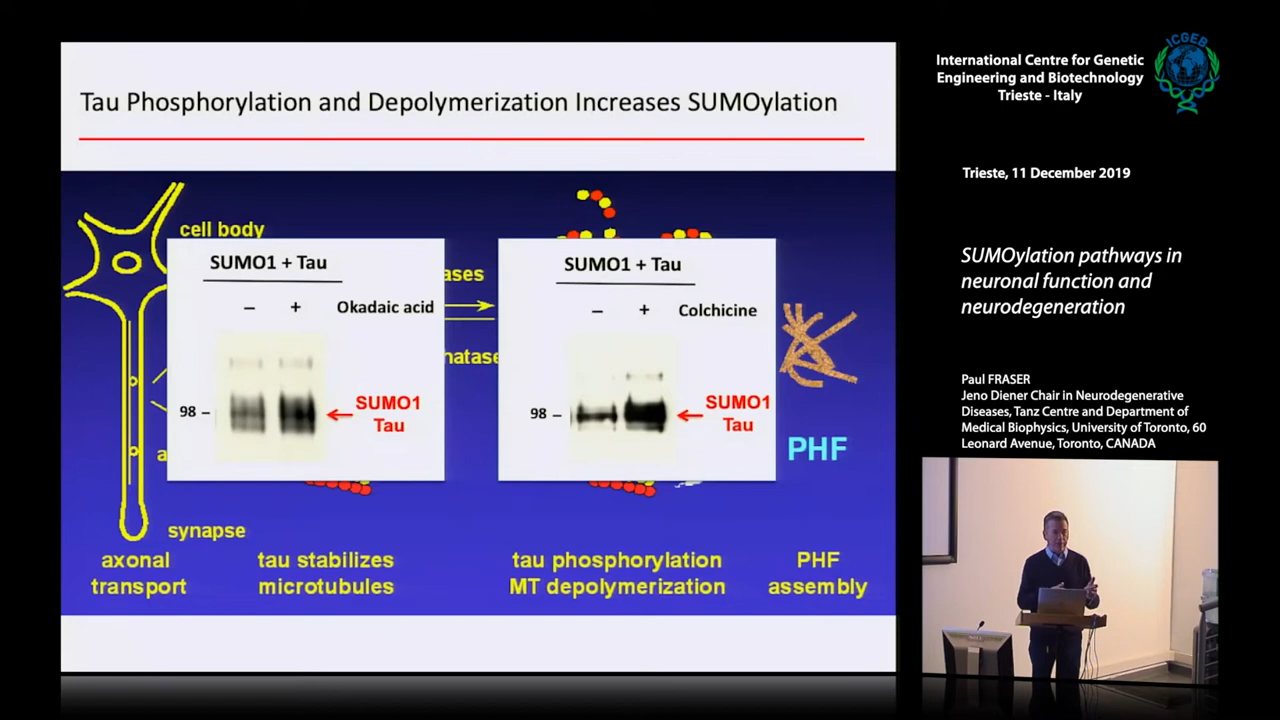 Tau Phosphorylation and Depolymerization Increases SUMOylation
cell body
ases
hatase
a
synapse
axonal
transport
tau stabilizes
microtubules
tau phosphorylation
MT depolymerization
PHF
assembly
PHF
SUMO1 + Tau
– + Okadaic acid
98 –
SUMO1
Tau
SUMO1 + Tau
– + Colchicine
98 –
SUMO1
Tau
International Centre for Genetic
Engineering and Biotechnology
Trieste - Italy
ICGEB
Trieste, 11 December 2019
SUMOylation pathways in
neuronal function and
neurodegeneration
Paul FRASER
Jeno Diener Chair in Neurodegenerative
Diseases, Tanz Centre and Department of
Medical Biophysics, University of Toronto, 60
Leonard Avenue, Toronto, CANADA